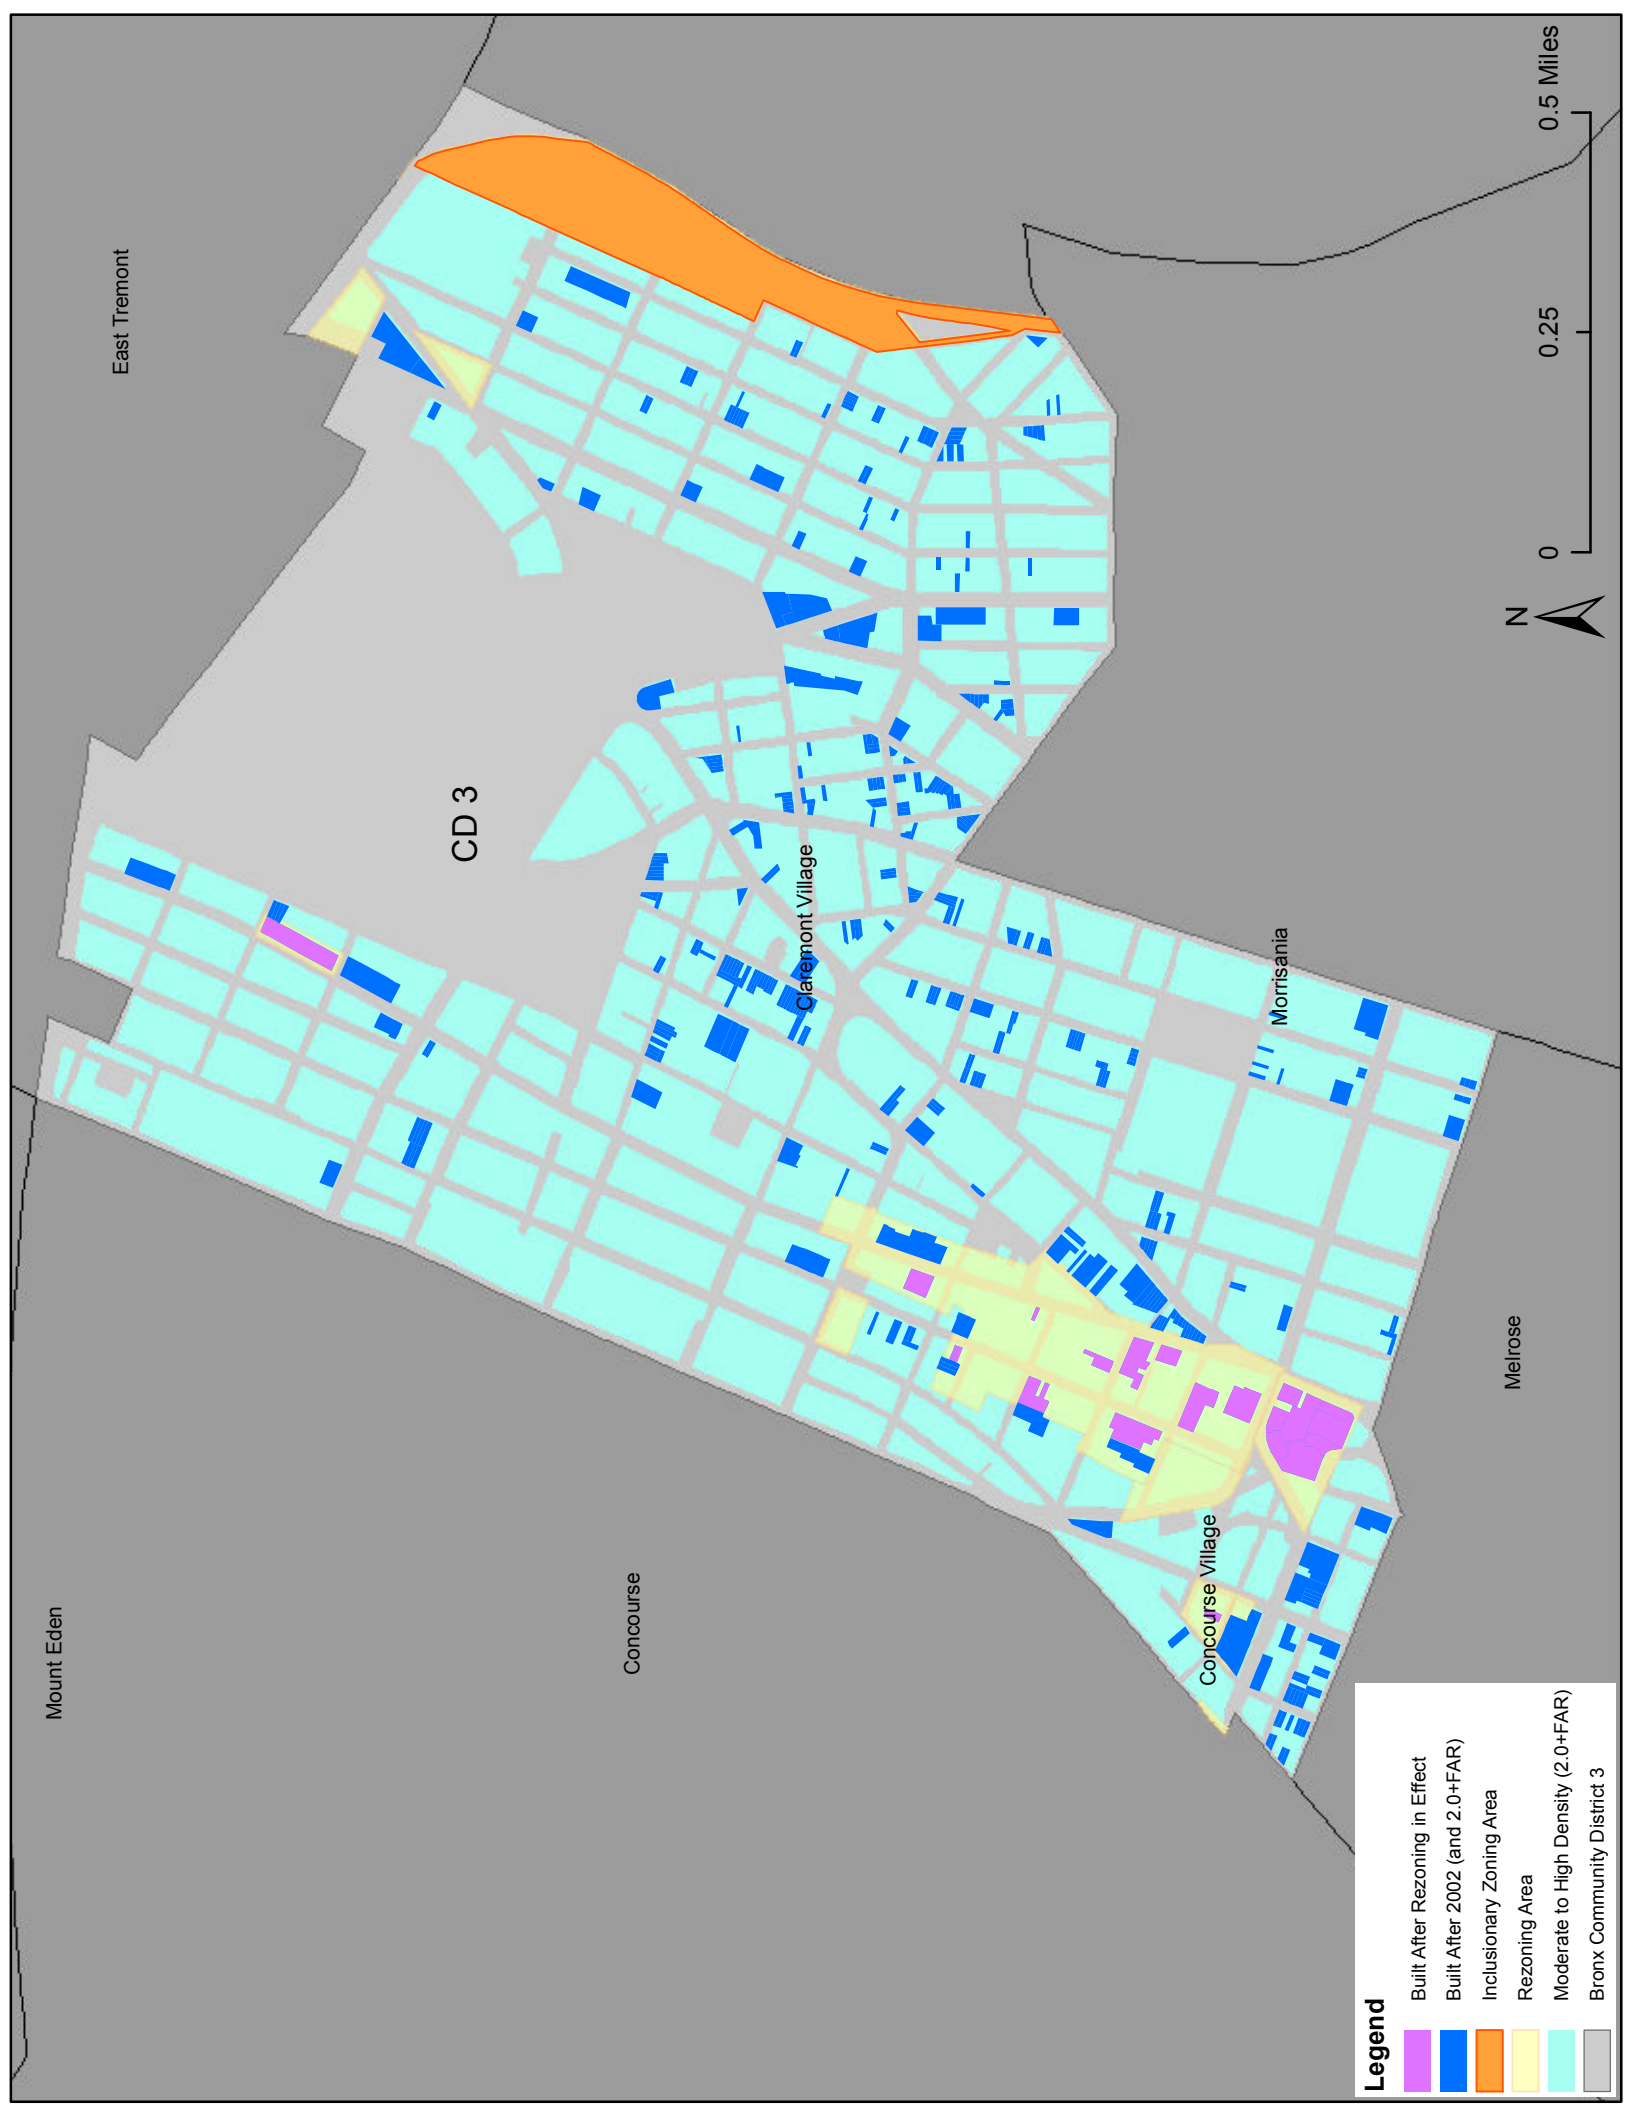 Mount Eden
East Tremont
CD 3
Concourse
Claremont Village
Concourse Village
Morrisania
Melrose
N
0
0.25
0.5 Miles
Legend
Built After Rezoning in Effect
Built After 2002 (and 2.0+FAR)
Inclusionary Zoning Area
Rezoning Area
Moderate to High Density (2.0+FAR)
Bronx Community District 3